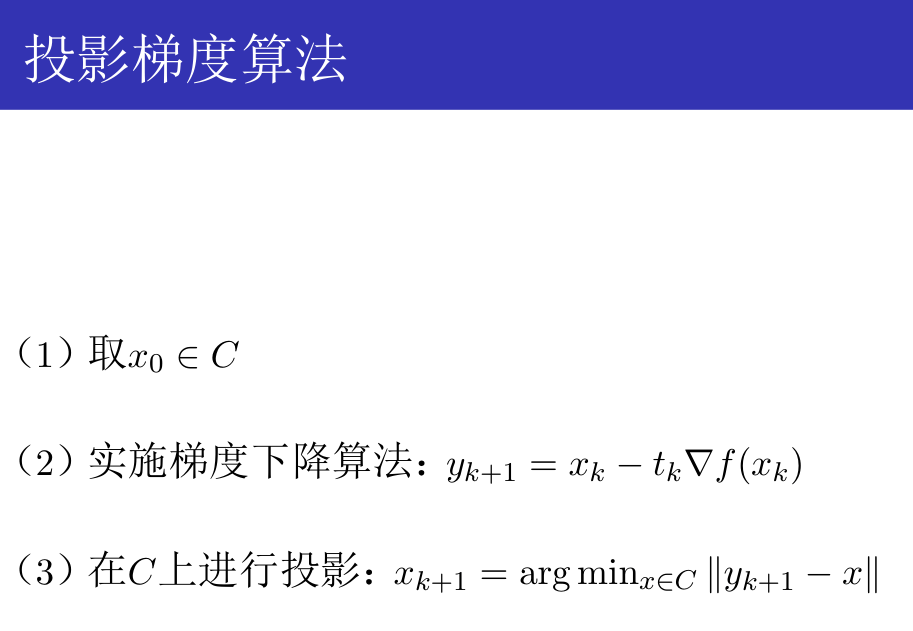 投影梯度算法
（1）取$x_0 \in C$
（2）实施梯度下降算法：$y_{k+1} = x_k - t_k \nabla f(x_k)$
（3）在$C$上进行投影：$x_{k+1} = \arg\min_{x \in C} \|y_{k+1} - x\|$